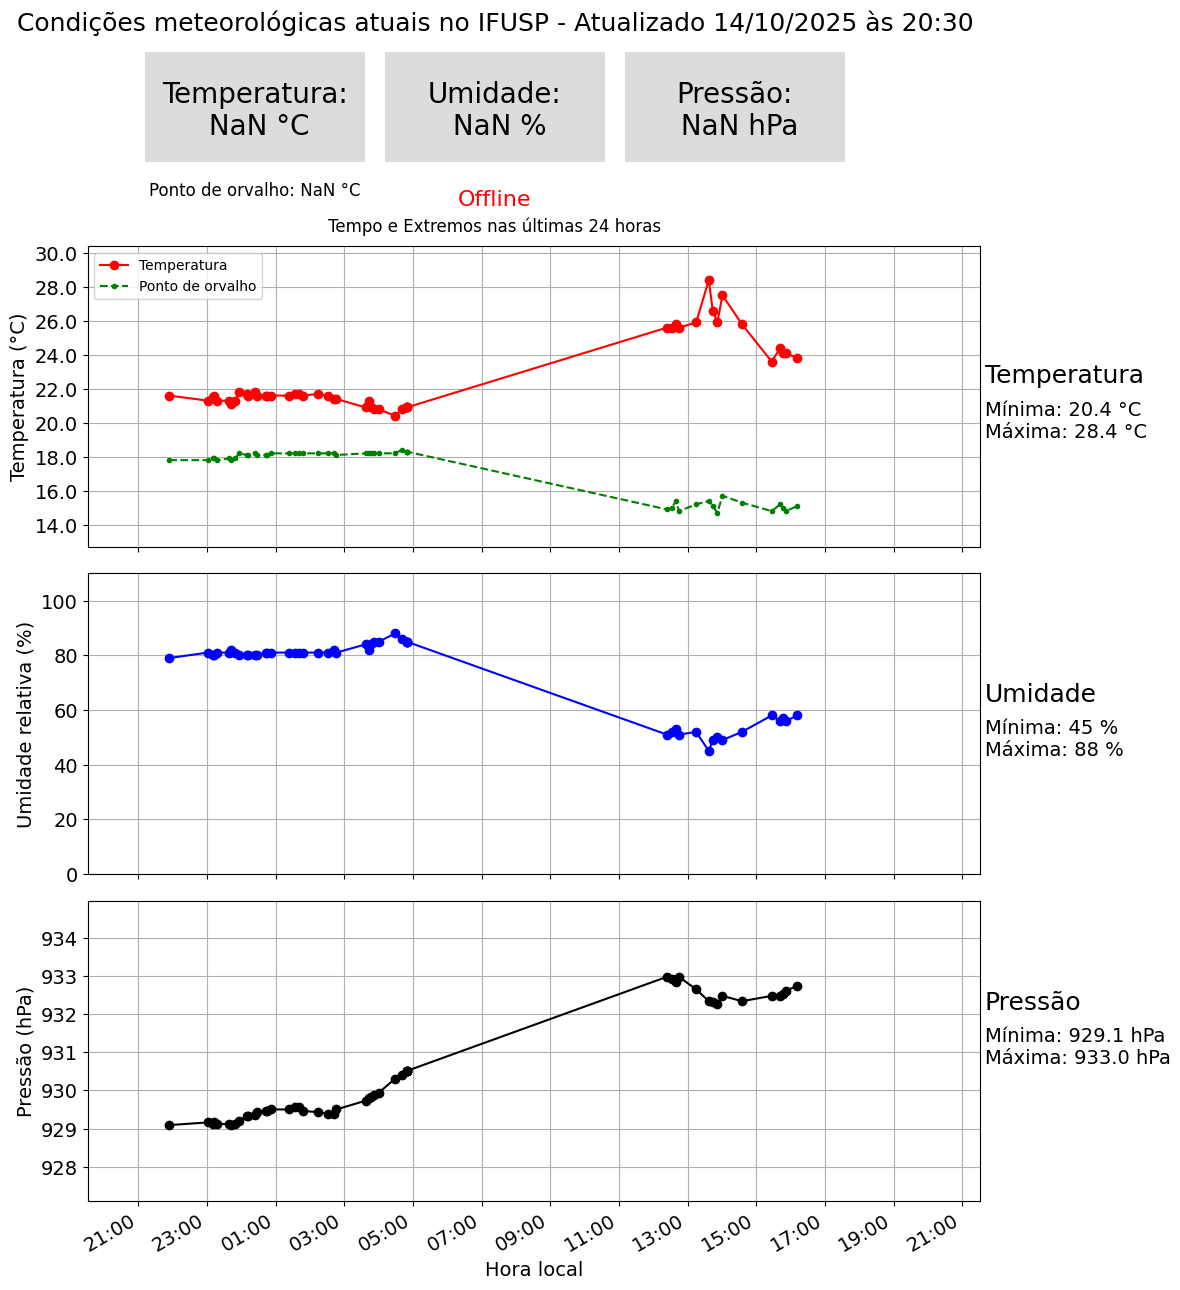 Condições meteorológicas atuais no IFUSP - Atualizado 14/10/2025 às 20:30
Temperatura:
NaN °C
Umidade:
NaN %
Pressão:
NaN hPa
Ponto de orvalho: NaN °C
Offline
Tempo e Extremos nas últimas 24 horas
Temperatura (°C)
30.0
28.0
26.0
24.0
22.0
20.0
18.0
16.0
14.0
Temperatura
Ponto de orvalho
Temperatura
Mínima: 20.4 °C
Máxima: 28.4 °C
Umidade relativa (%)
100
80
60
40
20
0
Umidade
Mínima: 45 %
Máxima: 88 %
Pressão (hPa)
934
933
932
931
930
929
928
Pressão
Mínima: 929.1 hPa
Máxima: 933.0 hPa
21:00
23:00
01:00
03:00
05:00
07:00
09:00
11:00
13:00
15:00
17:00
19:00
21:00
Hora local